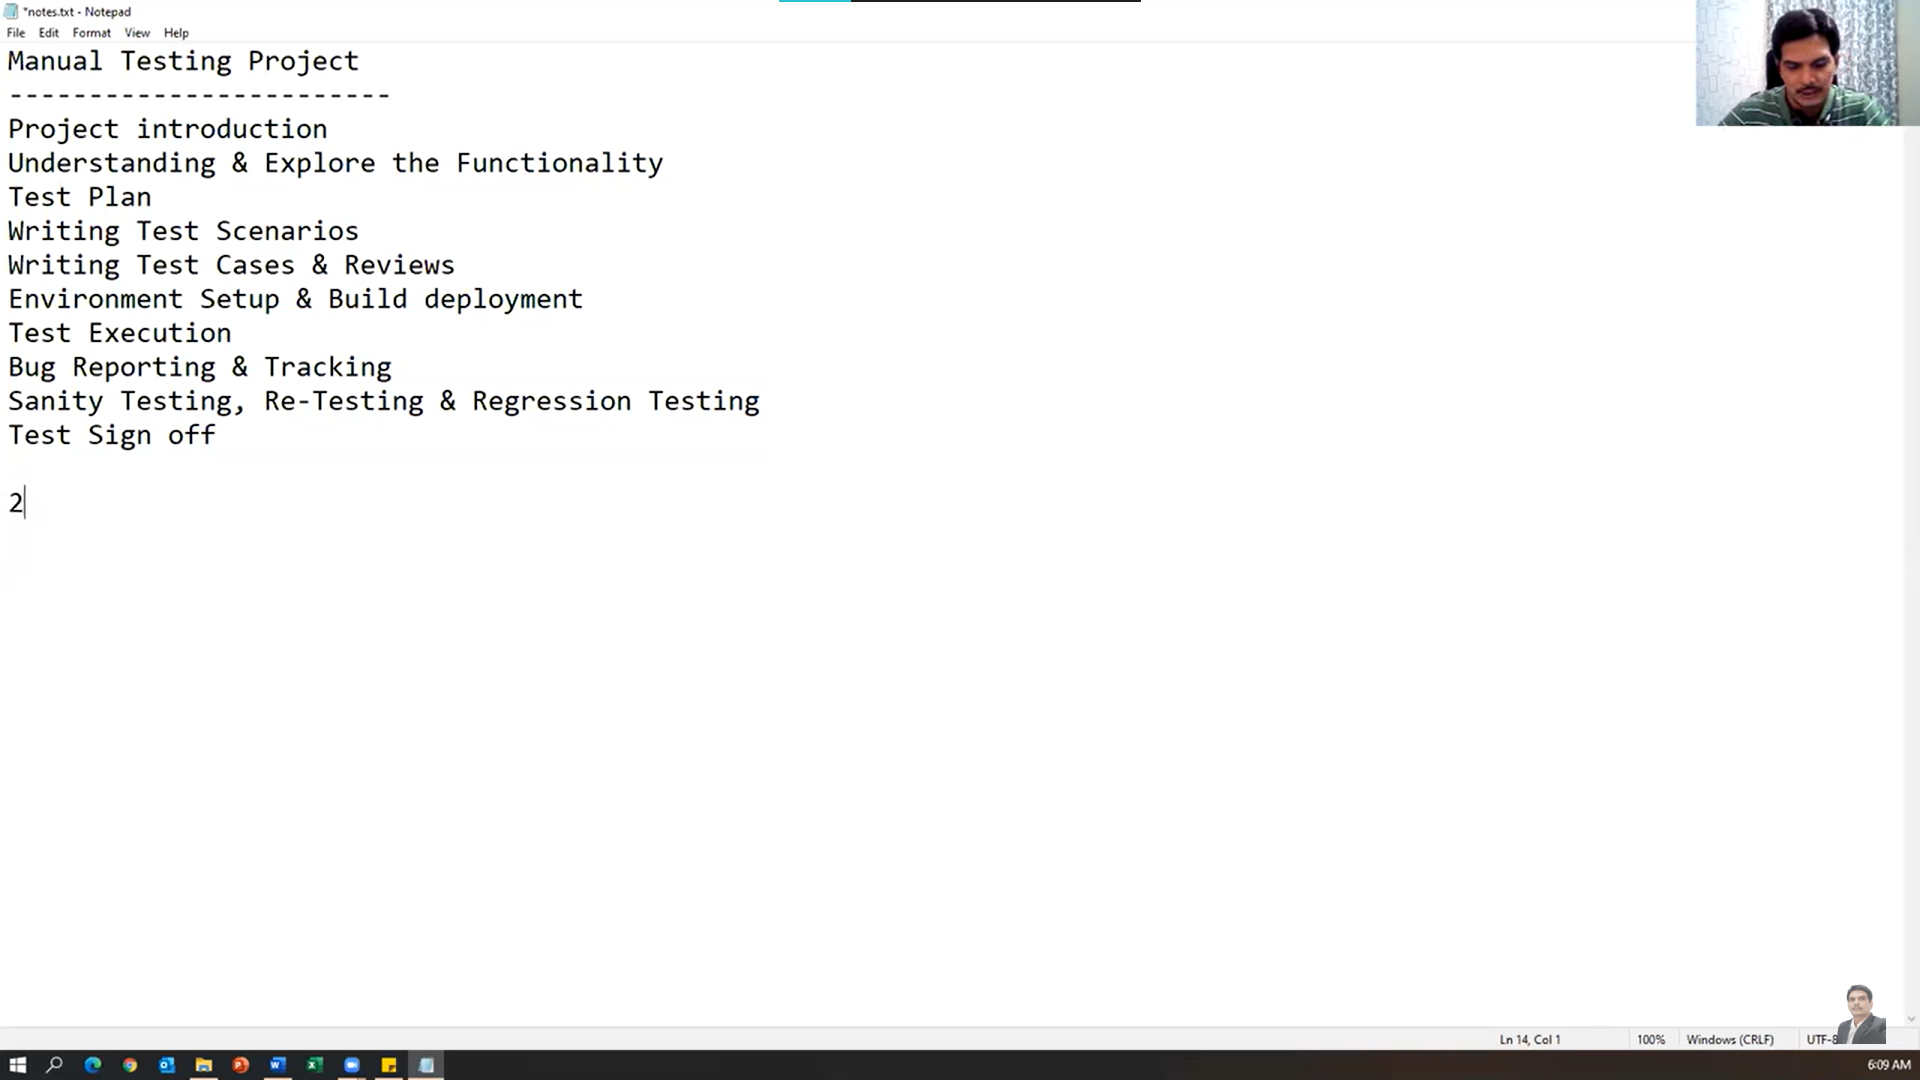 *notes.txt - Notepad
File Edit Format View Help
Manual Testing Project
------------------------
Project introduction
Understanding & Explore the Functionality
Test Plan
Writing Test Scenarios
Writing Test Cases & Reviews
Environment Setup & Build deployment
Test Execution
Bug Reporting & Tracking
Sanity Testing, Re-Testing & Regression Testing
Test Sign off
2
Ln 14, Col 1 100% Windows (CRLF) UTF-8
6:09 AM